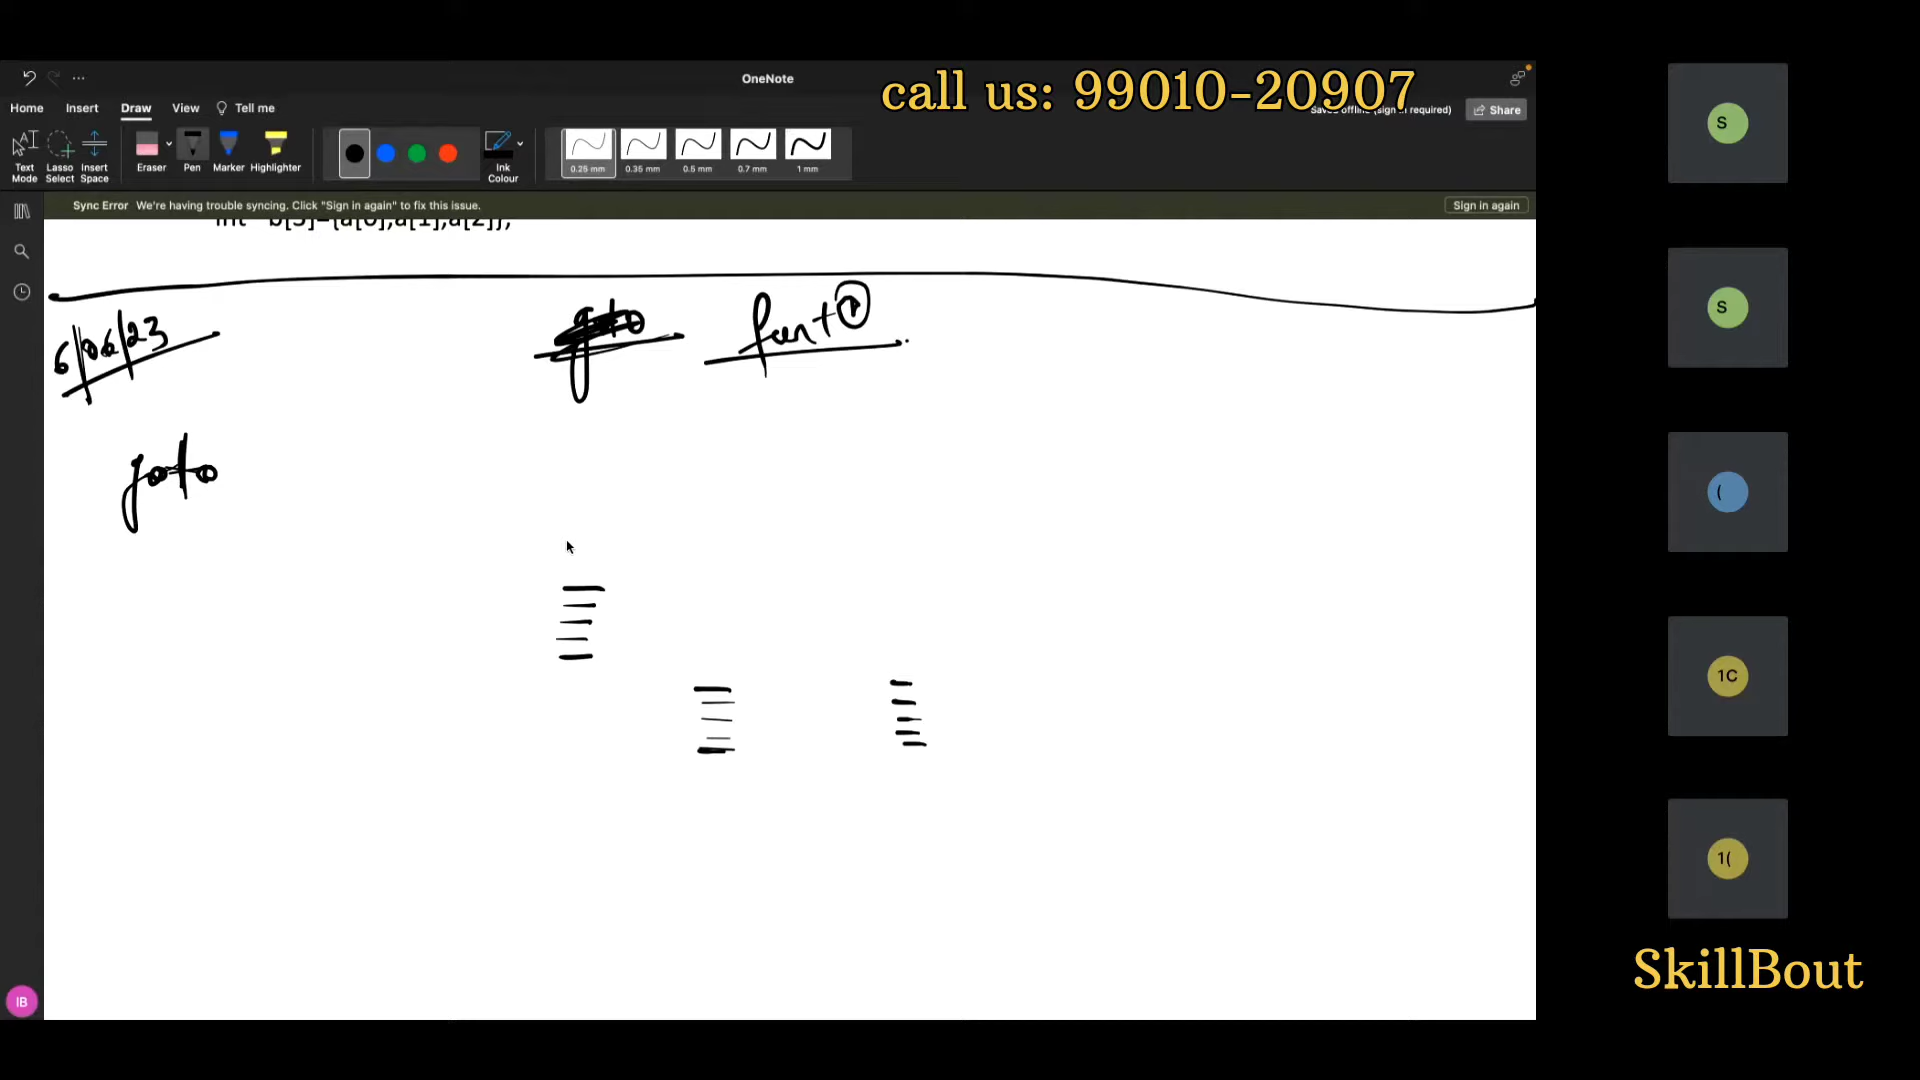 OneNote
call us: 99010-20907
Home Insert Draw View Tell me
Share
Text Mode
Lasso Select
Insert Space
Eraser
Pen
Marker
Highlighter
Ink Colour
0.25 mm
0.35 mm
0.5 mm
0.7 mm
1 mm
Sync Error We're having trouble syncing. Click "Sign in again" to fix this issue.
Sign in again
6/06/23
goto
S
S
(
1C
1(
IB
SkillBout